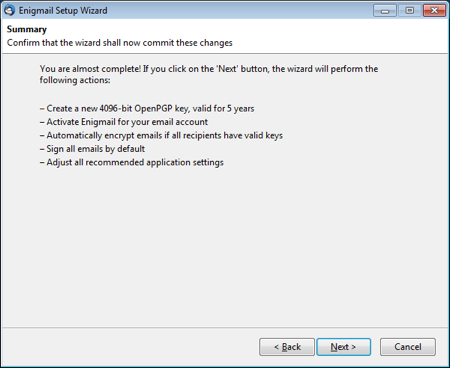 Enigmail Setup Wizard
Summary
Confirm that the wizard shall now commit these changes
You are almost complete! If you click on the 'Next' button, the wizard will perform the
following actions:
– Create a new 4096-bit OpenPGP key, valid for 5 years
– Activate Enigmail for your email account
– Automatically encrypt emails if all recipients have valid keys
– Sign all emails by default
– Adjust all recommended application settings
< Back
Next >
Cancel